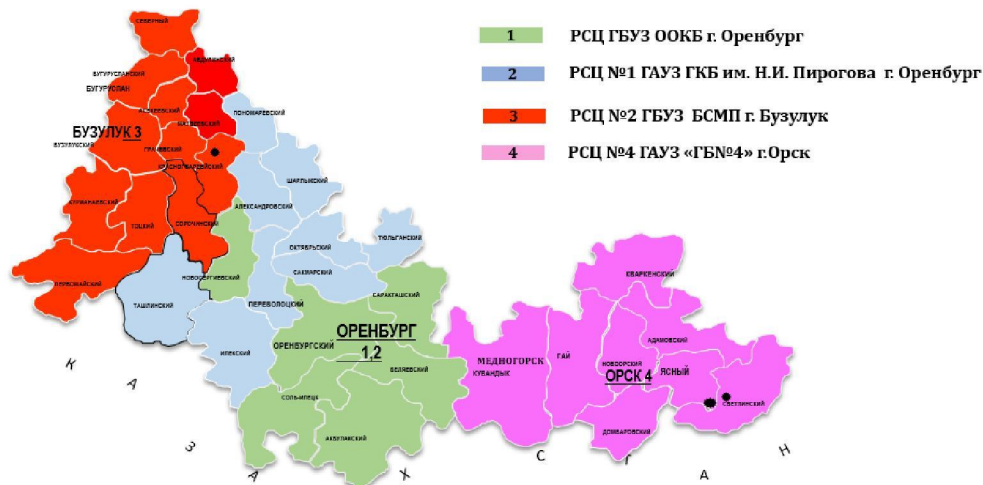 1 РСЦ ГБУЗ ООКБ г. Оренбург
2 РСЦ №1 ГАУЗ ГКБ им. Н.И. Пирогова г. Оренбург
3 РСЦ №2 ГБУЗ БСМП г. Бузулук
4 РСЦ №4 ГАУЗ «ГБ№4» г.Орск
СЕВЕРНЫЙ
БУГУРУСЛАНСКИЙ
БУГУРУСЛАН
ПОНОМАРЕВСКИЙ
МАТВЕЕВСКИЙ
БУЗУЛУК 3
БУЗУЛУКСКИЙ
ГРАЧЕВСКИЙ
КРАСНОГВАРДЕЙСКИЙ
ШАРЛЫКСКИЙ
КУРМАНАЕВСКИЙ
АЛЕКСАНДРОВСКИЙ
ТОЦКИЙ
СОРОЧИНСКИЙ
ТЮЛЬГАНСКИЙ
ОКТЯБРЬСКИЙ
САКМАРСКИЙ
НОВОСЕРГИЕВСКИЙ
ПЕРВОМАЙСКИЙ
ТАШЛИНСКИЙ
ПЕРЕВОЛОЦКИЙ
САРАКТАШСКИЙ
КВАРКЕНСКИЙ
ОРЕНБУРГ
1,2
ОРЕНБУРГСКИЙ
ИЛЕКСКИЙ
БЕЛЯЕВСКИЙ
АДАМОВСКИЙ
МЕДНОГОРСК
КУВАНДЫК
ГАЙ
НОВООРСКИЙ
ОРСК 4
ЯСНЫЙ
СОЛЬ-ИЛЕЦК
СВЕТЛИНСКИЙ
АКБУЛАКСКИЙ
ДОМБАРОВСКИЙ
К А З А Х С Т А Н